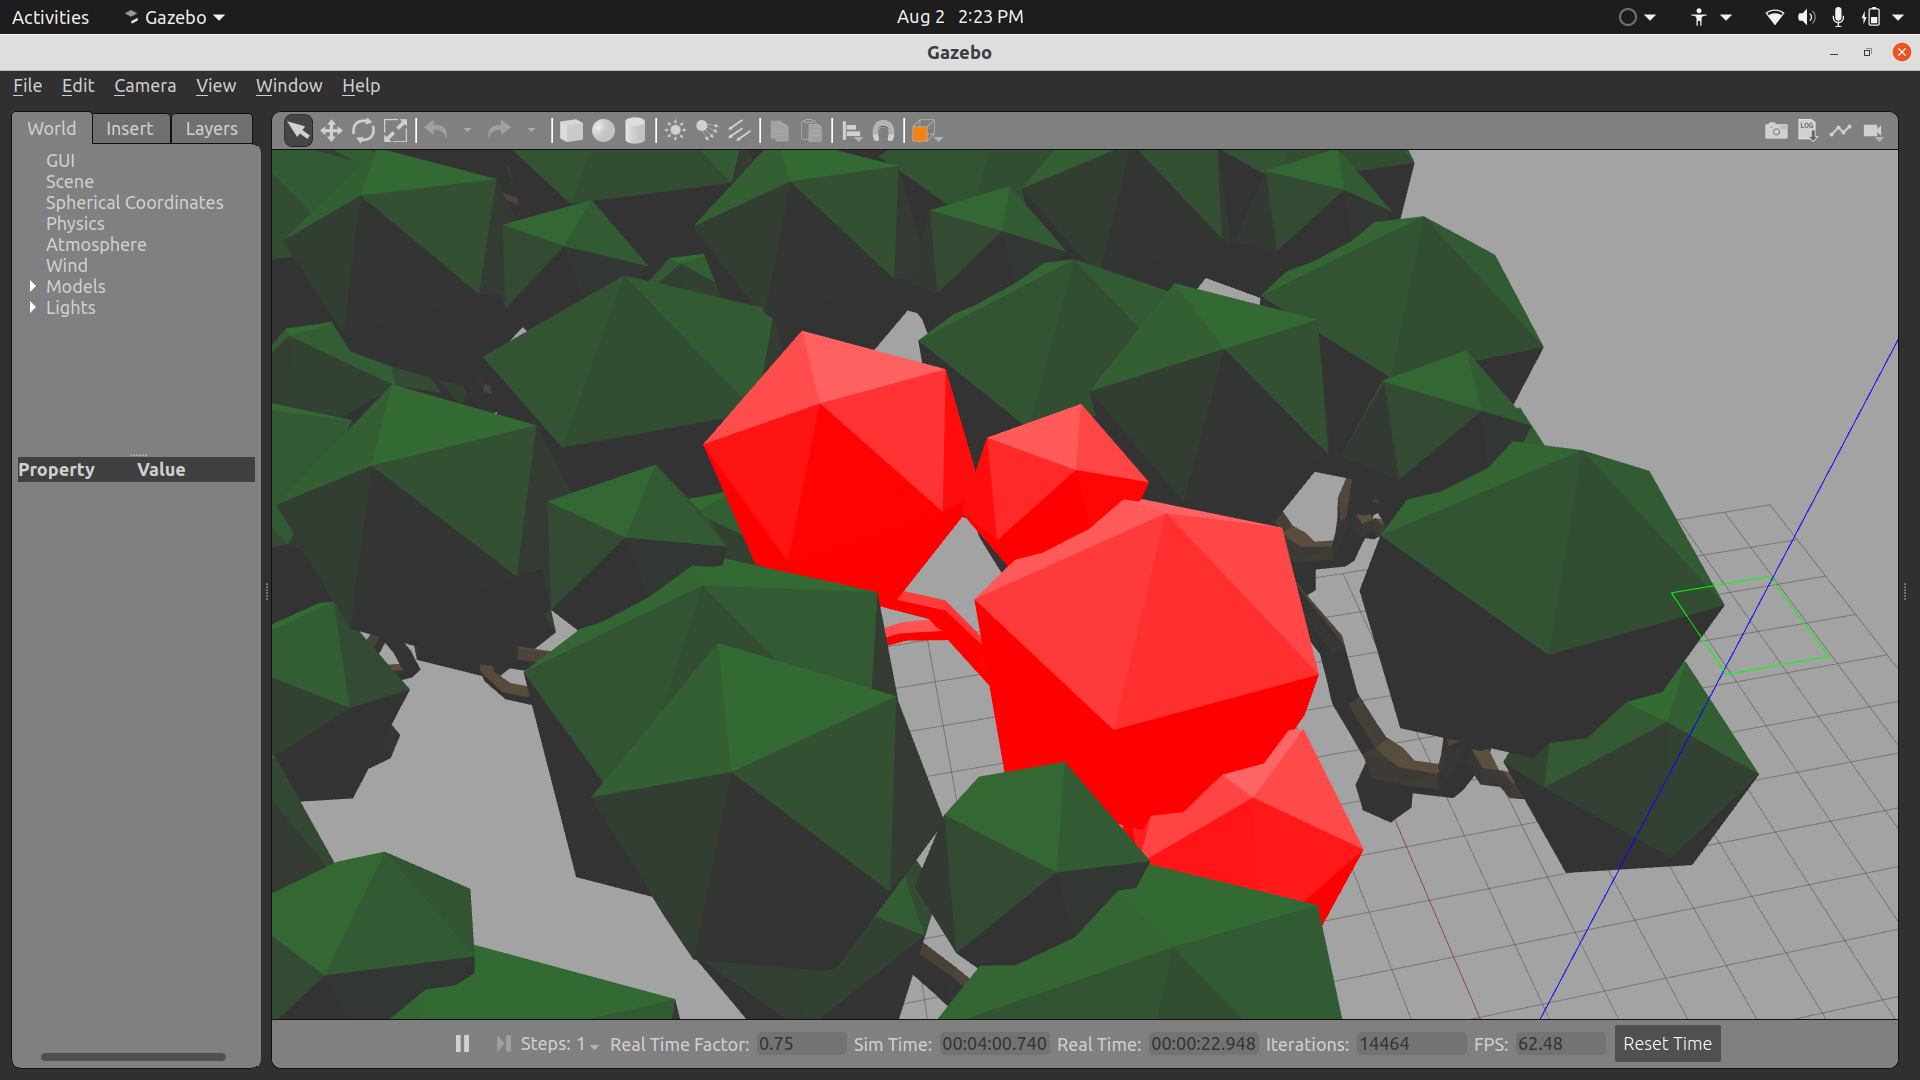 Activities Gazebo Aug 2 2:23 PM
Gazebo
File Edit Camera View Window Help
World Insert Layers
LOG
GUI
Scene
Spherical Coordinates
Physics
Atmosphere
Wind
Models
Lights
Property Value
Steps: 1 Real Time Factor: 0.75 Sim Time: 00:04:00.740 Real Time: 00:00:22.948 Iterations: 14464 FPS: 62.48 Reset Time